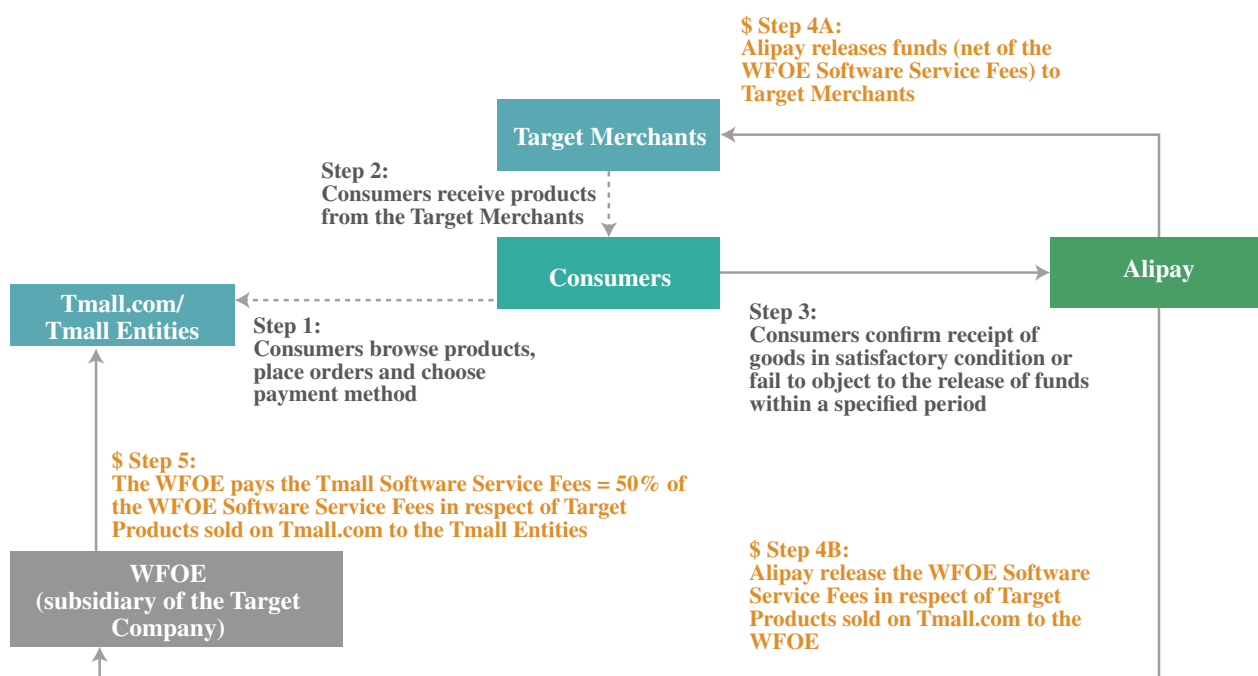 $ Step 4A:
Alipay releases funds (net of the
WFOE Software Service Fees) to
Target Merchants
Target Merchants
Step 2:
Consumers receive products
from the Target Merchants
Consumers
Alipay
Tmall.com/
Tmall Entities
Step 1:
Consumers browse products,
place orders and choose
payment method
Step 3:
Consumers confirm receipt of
goods in satisfactory condition or
fail to object to the release of funds
within a specified period
$ Step 5:
The WFOE pays the Tmall Software Service Fees = 50% of
the WFOE Software Service Fees in respect of Target
Products sold on Tmall.com to the Tmall Entities
WFOE
(subsidiary of the Target
Company)
$ Step 4B:
Alipay release the WFOE Software
Service Fees in respect of Target
Products sold on Tmall.com to the
WFOE